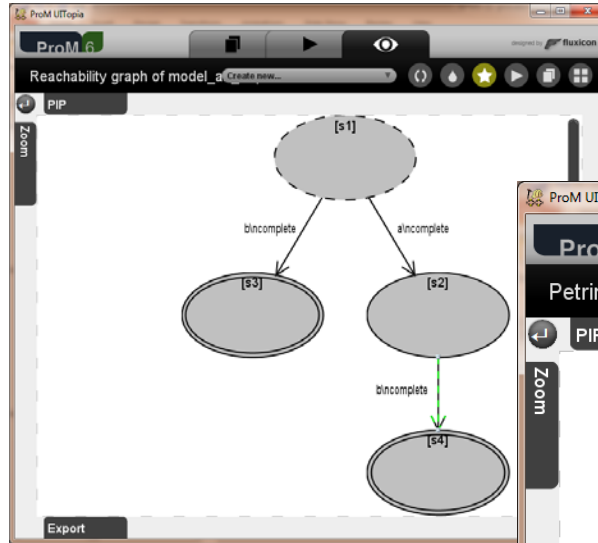 ProM UITopia
ProM 6
designed by fluxicon
Reachability graph of model_a
Create new...
PIP
Zoom
[s1]
b\ncomplete
a\ncomplete
[s3]
[s2]
b\ncomplete
[s4]
Export
ProM UI
Pro
Petri
PIP
Zoom